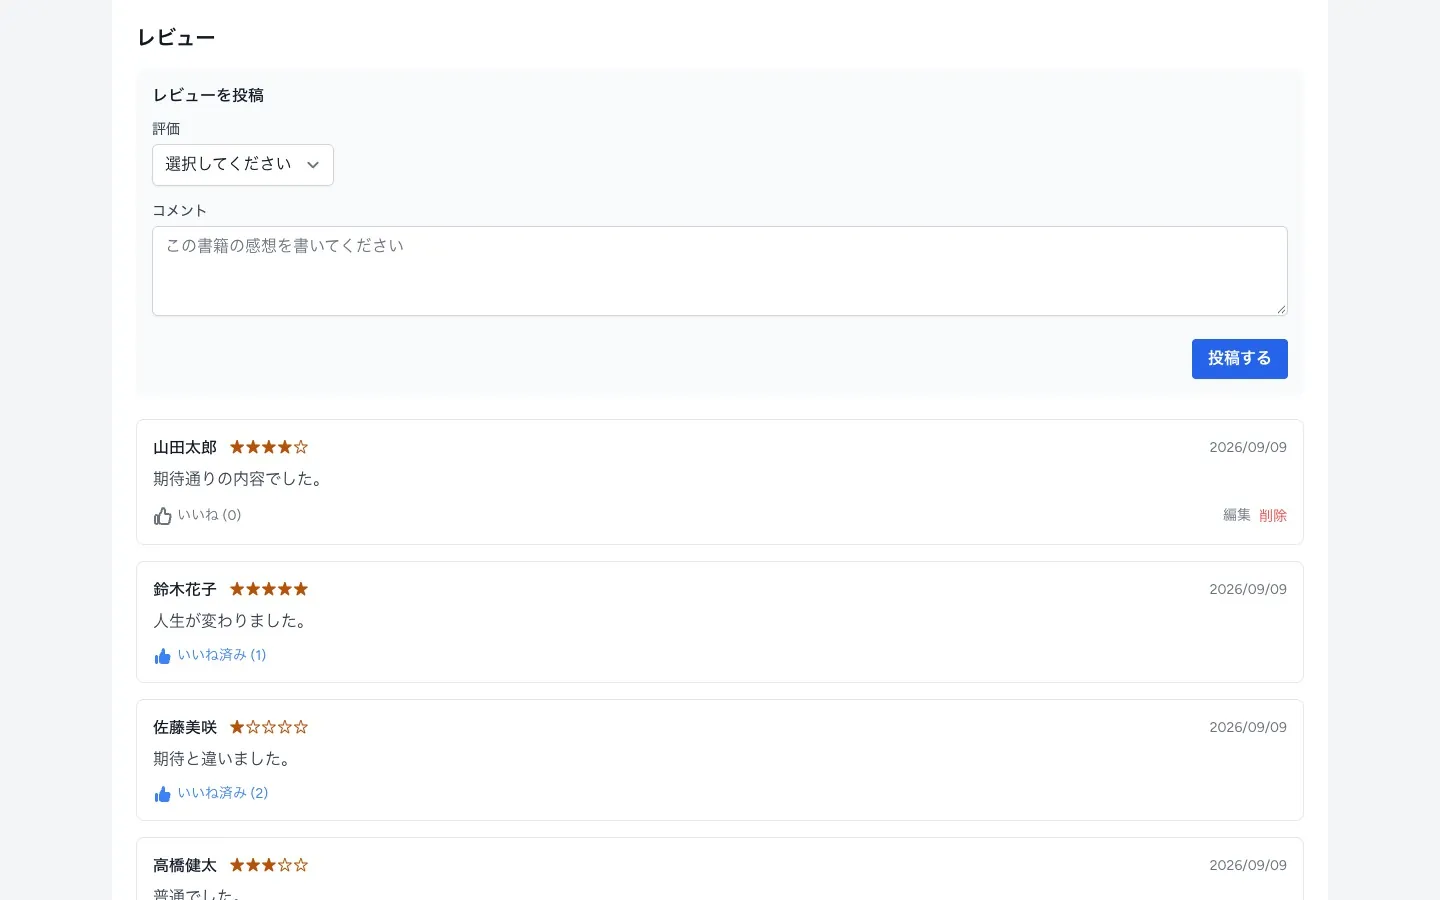 レビュー
レビューを投稿
評価
選択してください
コメント
この書籍の感想を書いてください
投稿する
山田太郎 ★★★★☆ 2026/09/09
期待通りの内容でした。
いいね (0) 編集 削除
鈴木花子 ★★★★★ 2026/09/09
人生が変わりました。
いいね済み (1)
佐藤美咲 ★☆☆☆☆ 2026/09/09
期待と違いました。
いいね済み (2)
高橋健太 ★★★☆☆ 2026/09/09
普通でした。